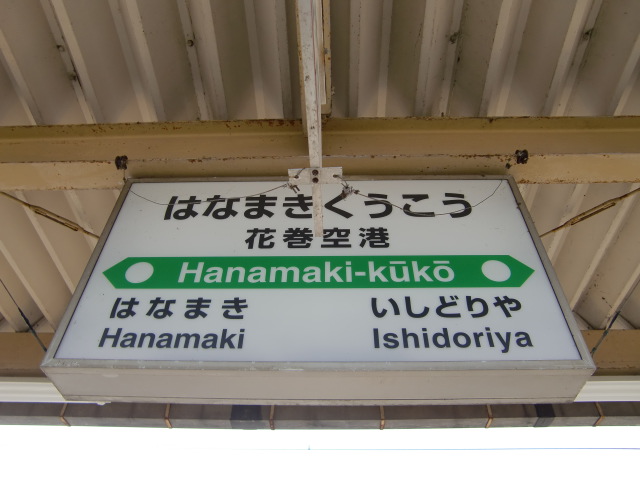 はなまきくうこう
花巻空港
Hanamaki-kūkō
はなまき いしどりや
Hanamaki Ishidoriya